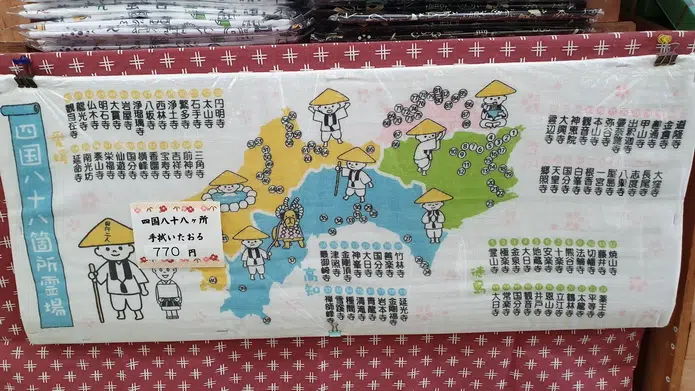 四国八十八箇所霊場
愛媛
観自在寺
龍光寺
仏木寺
明石寺
大寶寺
岩屋寺
浄瑠璃寺
八坂寺
西林寺
浄土寺
繁多寺
石手寺
太山寺
円明寺
延命寺
南光坊
泰山寺
栄福寺
仙遊寺
国分寺
横峰寺
香園寺
宝寿寺
吉祥寺
前神寺
三角寺
雲辺寺
大興寺
神恵院
観音寺
本山寺
弥谷寺
曼荼羅寺
出釈迦寺
甲山寺
善通寺
金倉寺
道隆寺
郷照寺
天皇寺
国分寺
白峯寺
根香寺
一宮寺
屋島寺
八栗寺
志度寺
長尾寺
大窪寺
四国八十八ヶ所
手拭いたおる
770円
高知
最御崎寺
津照寺
金剛頂寺
神峯寺
大日寺
国分寺
善楽寺
竹林寺
禅師峰寺
雪蹊寺
種間寺
清瀧寺
青龍寺
岩本寺
金剛福寺
延光寺
徳島
霊山寺
極楽寺
金泉寺
大日寺
地蔵寺
安楽寺
十楽寺
熊谷寺
法輪寺
切幡寺
藤井寺
焼山寺
大日寺
常楽寺
国分寺
観音寺
井戸寺
恩山寺
立江寺
鶴林寺
太龍寺
平等寺
薬王寺